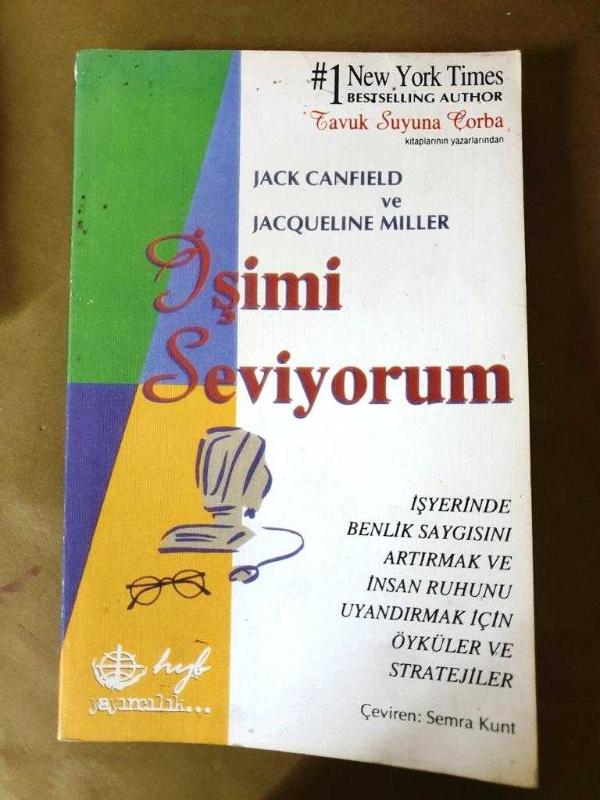 #1 New York Times
BESTSELLING AUTHOR
Tavuk Suyuna Çorba
kitaplarının yazarlarından
JACK CANFIELD
ve
JACQUELINE MILLER
İşimi
Seviyorum
İŞYERİNDE
BENLİK SAYGISINI
ARTIRMAK VE
İNSAN RUHUNU
UYANDIRMAK İÇİN
ÖYKÜLER VE
STRATEJİLER
hyb
yayıncılık...
Çeviren: Semra Kunt